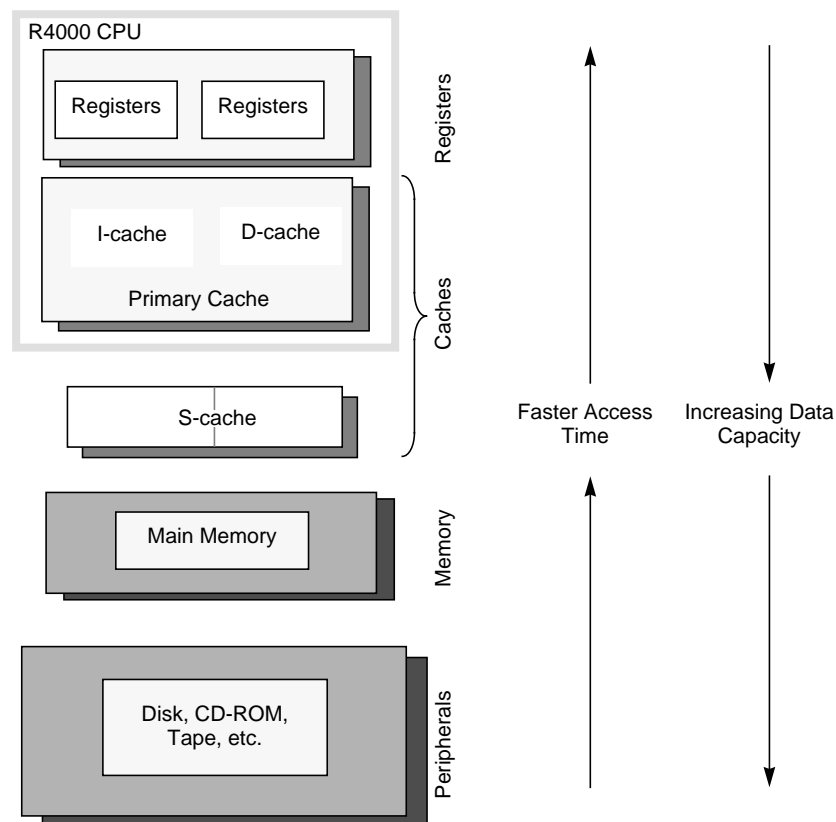 R4000 CPU
Registers
Registers
Registers
I-cache
D-cache
Primary Cache
Caches
S-cache
Faster Access
Time
Increasing Data
Capacity
Main Memory
Memory
Disk, CD-ROM,
Tape, etc.
Peripherals